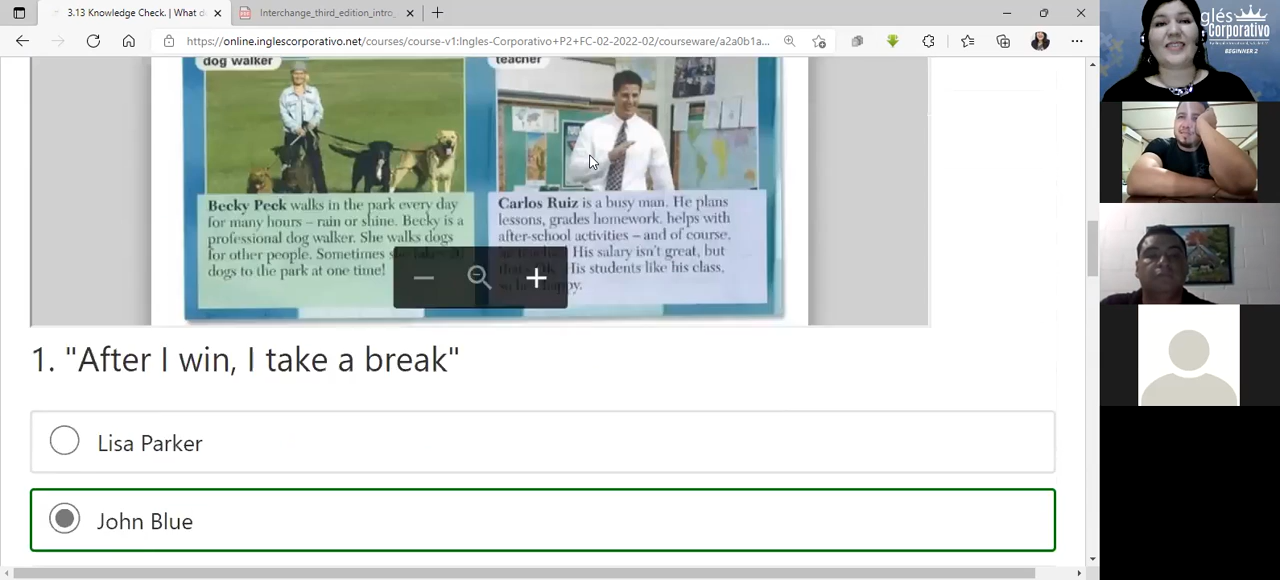 3.13 Knowledge Check. | What d
Interchange_third_edition_intro_
https://online.inglescorporativo.net/courses/course-v1:Ingles-Corporativo+P2+FC-02-2022-02/courseware/a2a0b1a...
glés
Corporativo
BEGINNER 2
dog walker
teacher
Becky Peck walks in the park every day
for many hours – rain or shine. Becky is a
professional dog walker. She walks dogs
for other people. Sometimes
dogs to the park at one time!
Carlos Ruiz is a busy man. He plans
lessons, grades homework, helps with
after-school activities – and of course,
His salary isn't great, but
His students like his class,
1. "After I win, I take a break"
Lisa Parker
John Blue